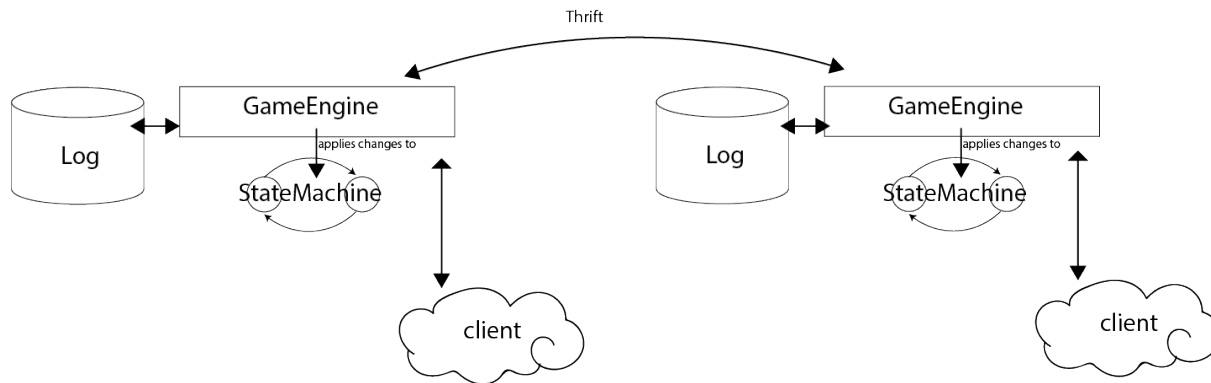 Thrift
GameEngine
GameEngine
applies changes to
applies changes to
Log
Log
StateMachine
StateMachine
client
client